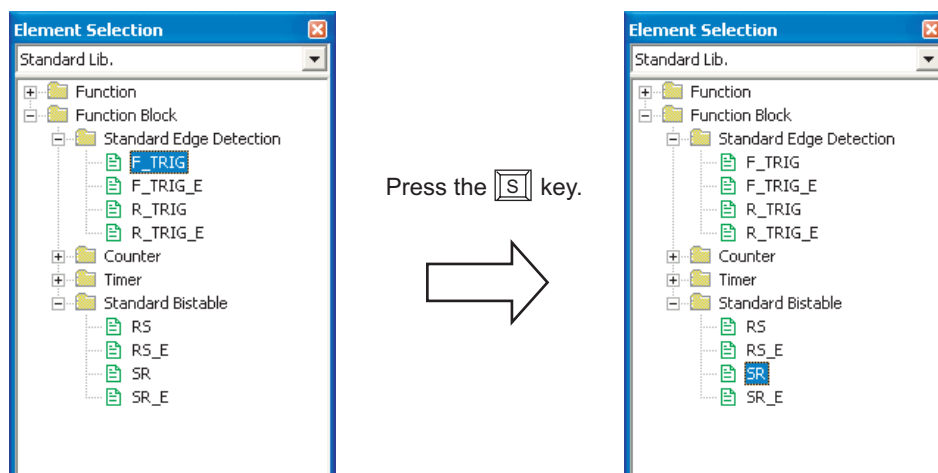 Element Selection
Standard Lib.
Function
Function Block
Standard Edge Detection
F_TRIG
F_TRIG_E
R_TRIG
R_TRIG_E
Counter
Timer
Standard Bistable
RS
RS_E
SR
SR_E
Press the S key.
Element Selection
Standard Lib.
Function
Function Block
Standard Edge Detection
F_TRIG
F_TRIG_E
R_TRIG
R_TRIG_E
Counter
Timer
Standard Bistable
RS
RS_E
SR
SR_E